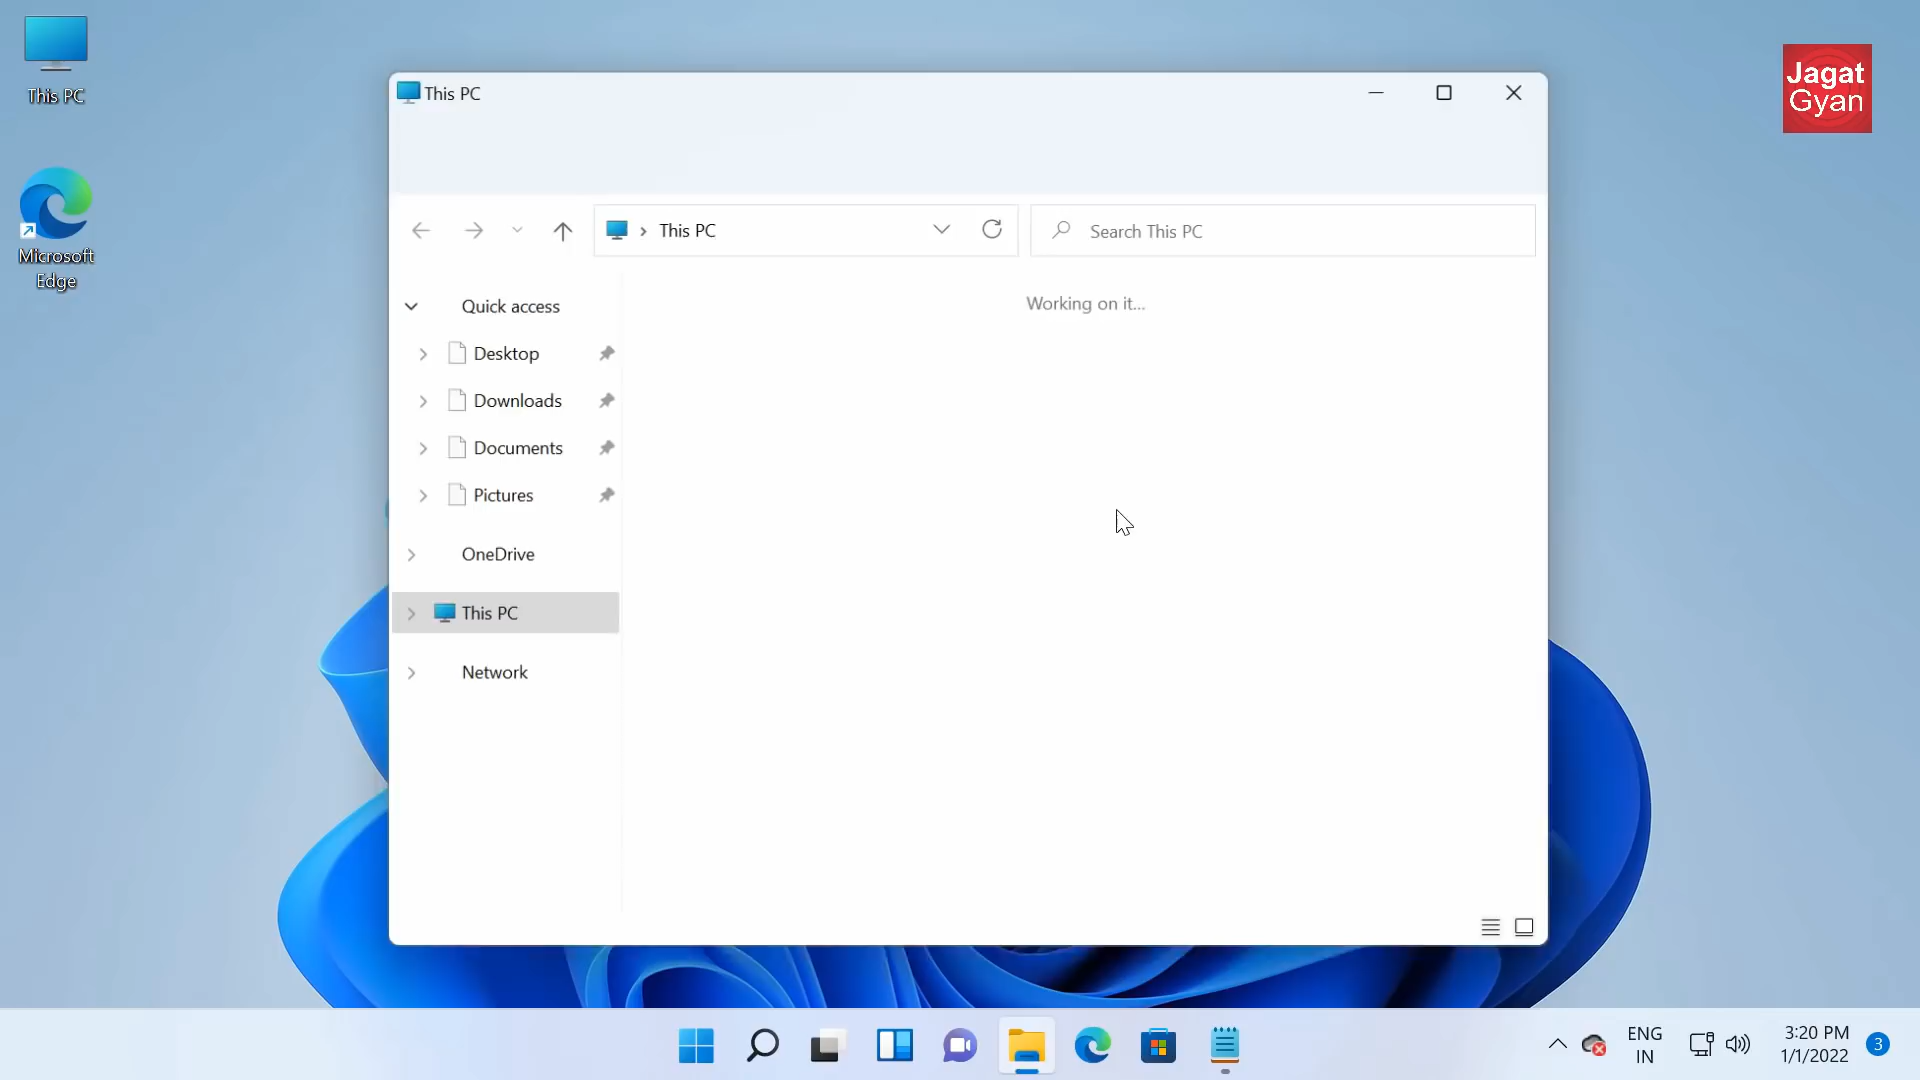 This PC
Microsoft
Edge
Jagat
Gyan
This PC
This PC
Search This PC
Working on it...
Quick access
Desktop
Downloads
Documents
Pictures
OneDrive
This PC
Network
ENG
IN
3:20 PM
1/1/2022
3